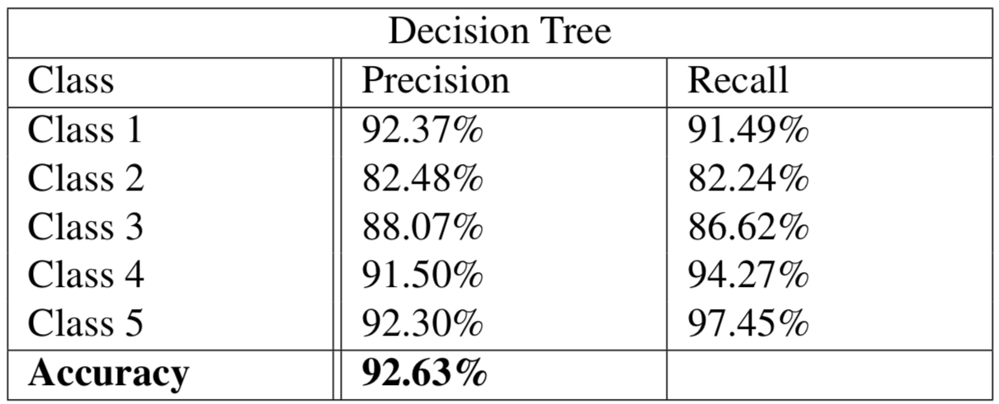 Decision Tree
Class Precision Recall
Class 1 92.37% 91.49%
Class 2 82.48% 82.24%
Class 3 88.07% 86.62%
Class 4 91.50% 94.27%
Class 5 92.30% 97.45%
Accuracy 92.63%